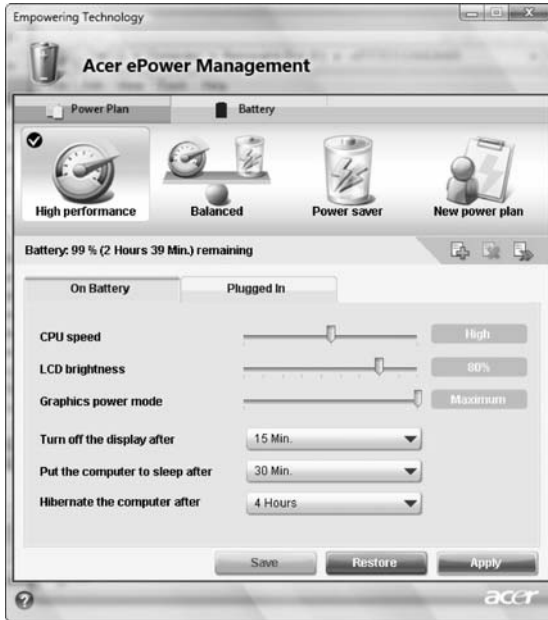 Empowering Technology
Acer ePower Management
Power Plan Battery
High performance Balanced Power saver New power plan
Battery: 99 % (2 Hours 39 Min.) remaining
On Battery Plugged In
CPU speed High
LCD brightness 80%
Graphics power mode Maximum
Turn off the display after 15 Min.
Put the computer to sleep after 30 Min.
Hibernate the computer after 4 Hours
Save Restore Apply
acer